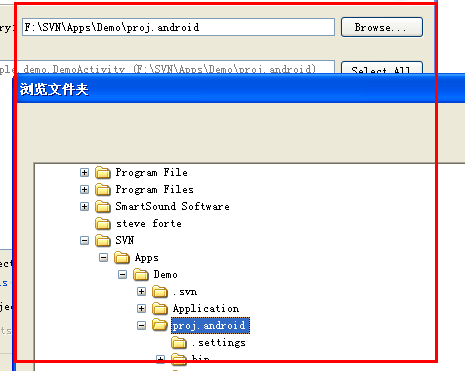 ry: F:\SVN\Apps\Demo\proj.android Browse...
ple.demo.DemoActivity (F:\SVN\Apps\Demo\proj.android) Select All
浏览文件夹
Program File
Program Files
SmartSound Software
steve forte
SVN
Apps
Demo
.svn
ect
Application
s
proj.android
jec
.settings
ts
bin